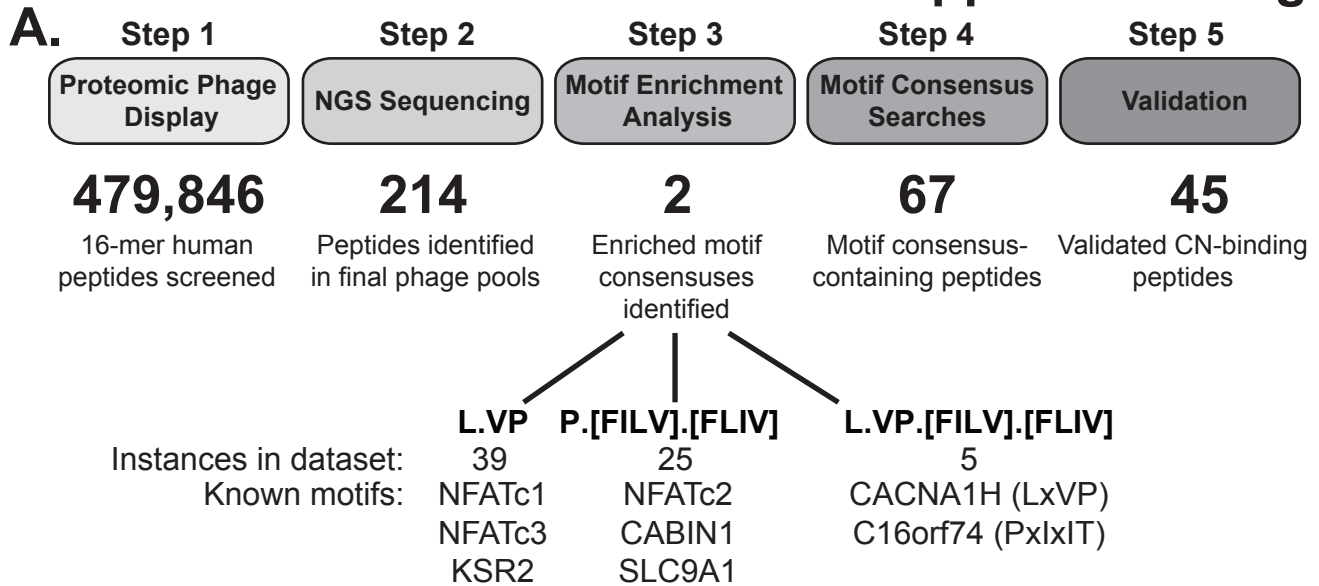 A.
Step 1 Step 2 Step 3 Step 4 Step 5
Proteomic Phage Display
NGS Sequencing
Motif Enrichment Analysis
Motif Consensus Searches
Validation
479,846 214 2 67 45
16-mer human peptides screened
Peptides identified in final phage pools
Enriched motif consensuses identified
Motif consensus-containing peptides
Validated CN-binding peptides
L.VP P.[FILV].[FLIV] L.VP.[FILV].[FLIV]
Instances in dataset: 39 25 5
Known motifs: NFATc1 NFATc2 CACNA1H (LxVP)
NFATc3 CABIN1 C16orf74 (PxIxIT)
KSR2 SLC9A1